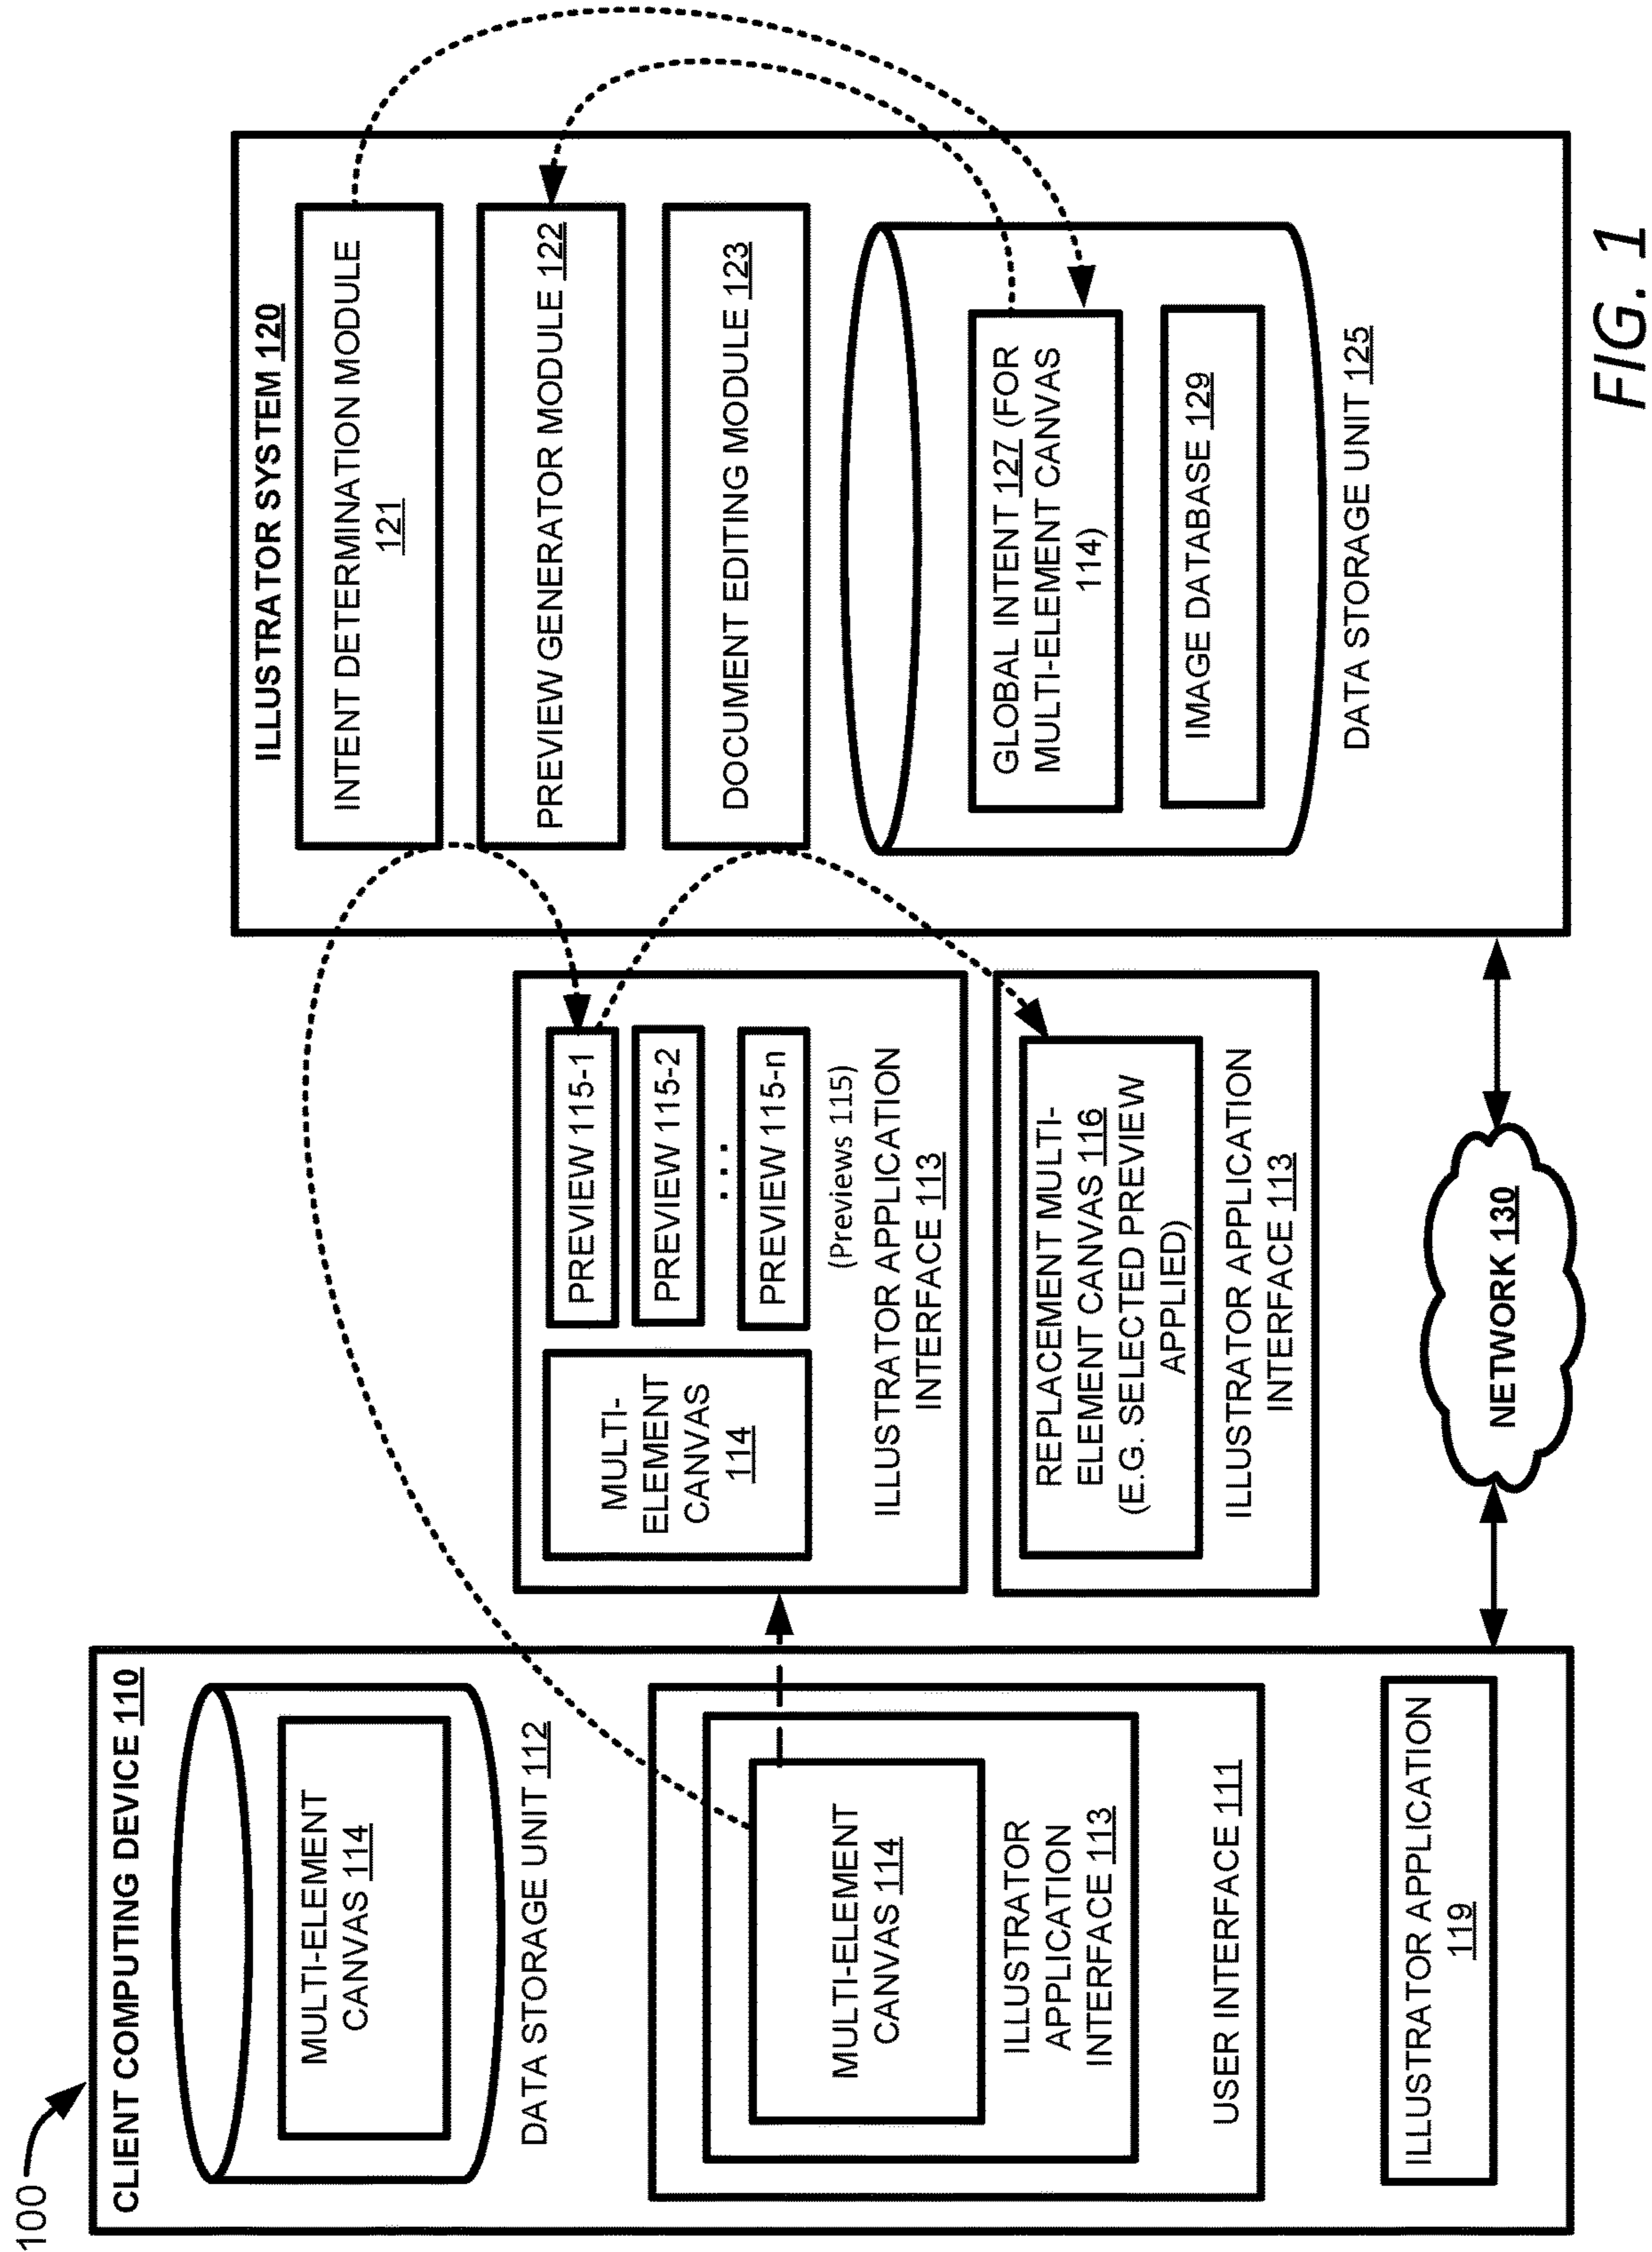 100
CLIENT COMPUTING DEVICE 110
MULTI-ELEMENT
CANVAS 114
DATA STORAGE UNIT 112
MULTI-ELEMENT
CANVAS 114
ILLUSTRATOR
APPLICATION
INTERFACE 113
USER INTERFACE 111
ILLUSTRATOR APPLICATION
119
MULTI-
ELEMENT
CANVAS
114
PREVIEW 115-1
PREVIEW 115-2
...
PREVIEW 115-n
(Previews 115)
ILLUSTRATOR APPLICATION
INTERFACE 113
REPLACEMENT MULTI-
ELEMENT CANVAS 116
(E.G. SELECTED PREVIEW
APPLIED)
ILLUSTRATOR APPLICATION
INTERFACE 113
NETWORK 130
ILLUSTRATOR SYSTEM 120
INTENT DETERMINATION MODULE
121
PREVIEW GENERATOR MODULE 122
DOCUMENT EDITING MODULE 123
GLOBAL INTENT 127 (FOR
MULTI-ELEMENT CANVAS
114)
IMAGE DATABASE 129
DATA STORAGE UNIT 125
FIG. 1